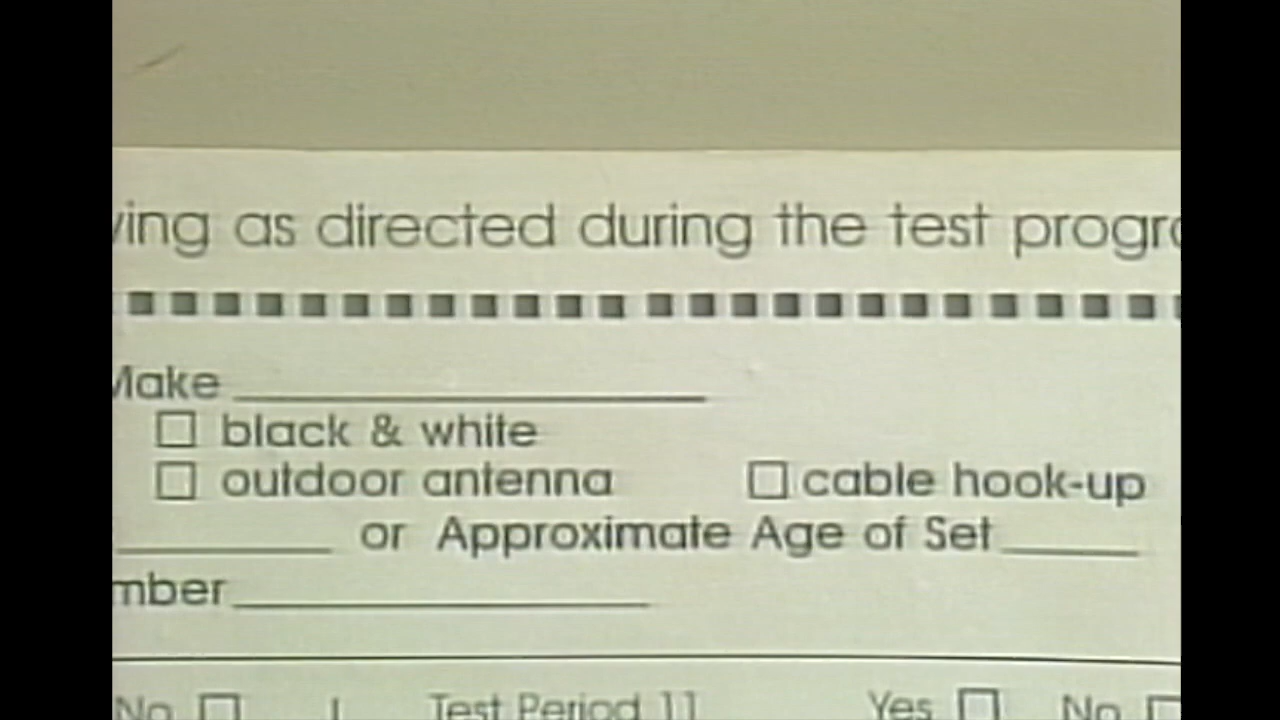 ving as directed during the test progra
Make
black & white
outdoor antenna cable hook-up
or Approximate Age of Set
mber
No Test Period 11 Yes No